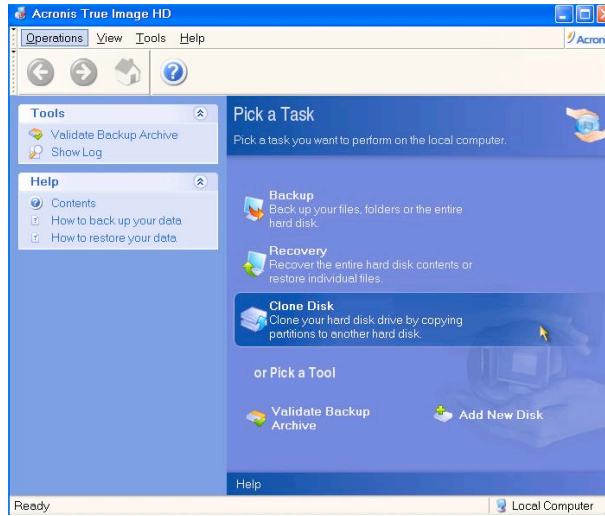 Acronis True Image HD
Operations View Tools Help
Acron
Tools
Validate Backup Archive
Show Log
Help
Contents
How to back up your data
How to restore your data
Pick a Task
Pick a task you want to perform on the local computer.
Backup
Back up your files, folders or the entire
hard disk.
Recovery
Recover the entire hard disk contents or
restore individual files.
Clone Disk
Clone your hard disk drive by copying
partitions to another hard disk.
or Pick a Tool
Validate Backup
Archive
Add New Disk
Help
Ready
Local Computer